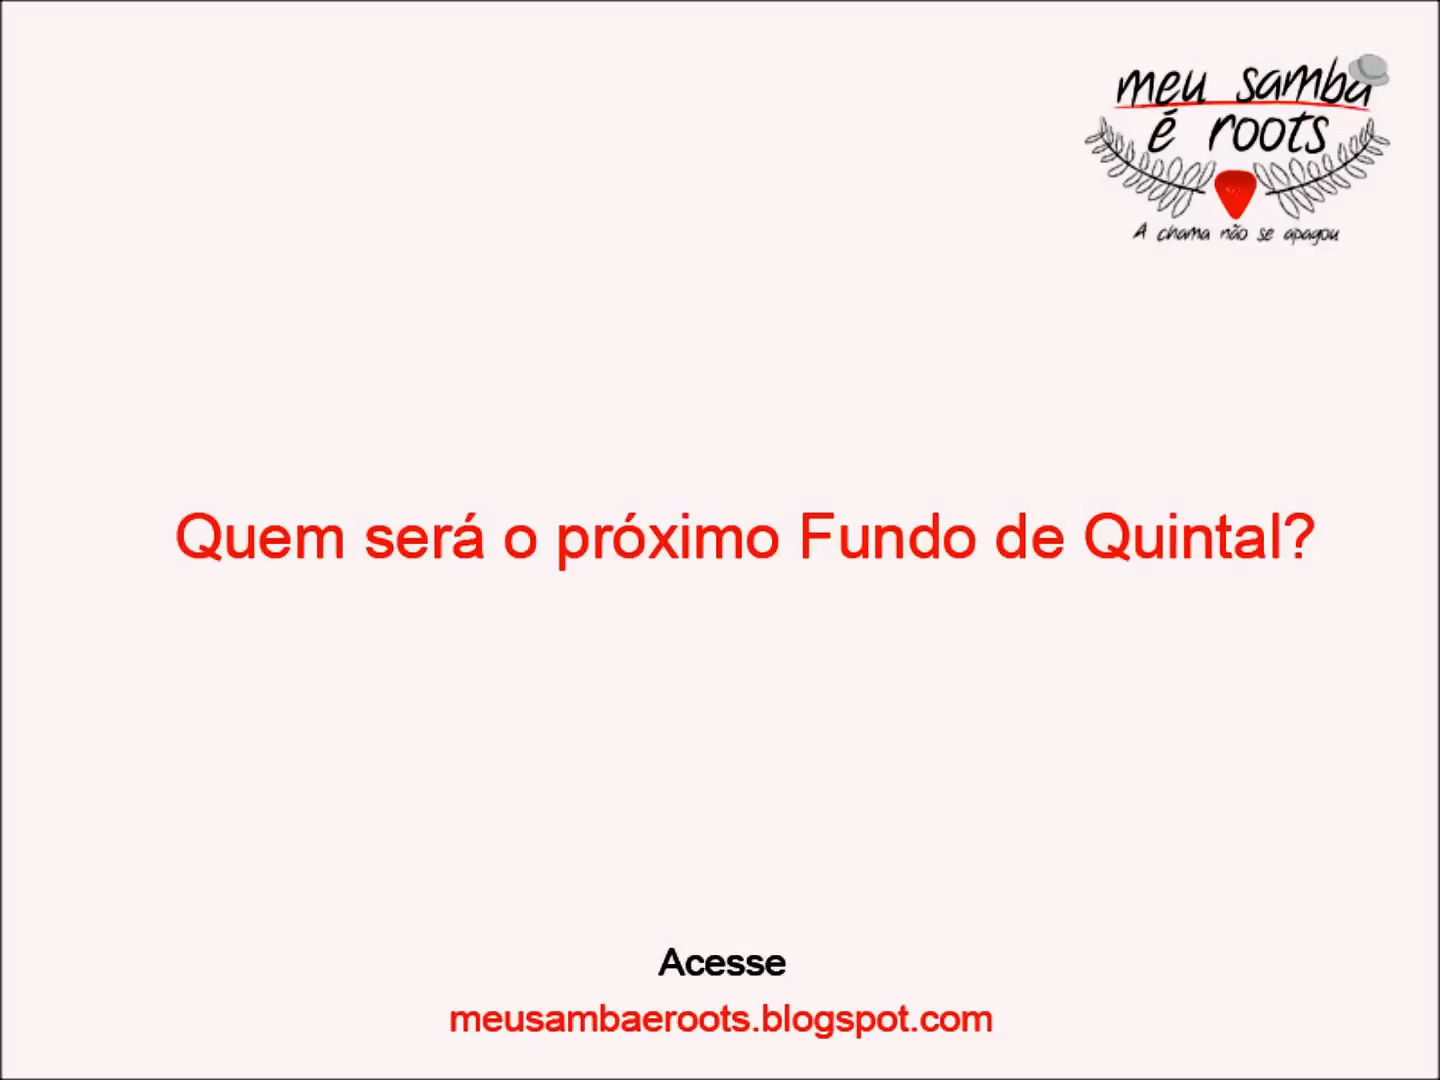 meu samba
é roots
A chama não se apagou
Quem será o próximo Fundo de Quintal?
Acesse
meusambaeroots.blogspot.com